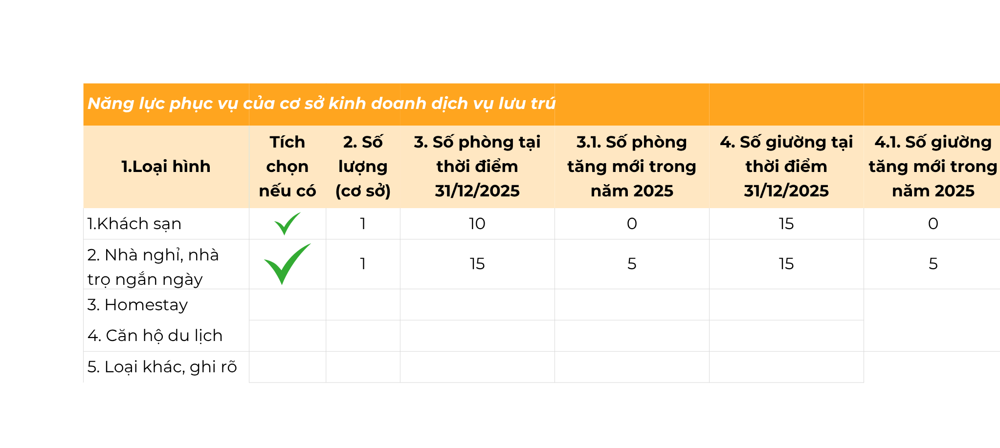 Năng lực phục vụ của cơ sở kinh doanh dịch vụ lưu trú
1.Loại hình
Tích
chọn
nếu có
2. Số
lượng
(cơ sở)
3. Số phòng tại
thời điểm
31/12/2025
3.1. Số phòng
tăng mới trong
năm 2025
4. Số giường tại
thời điểm
31/12/2025
4.1. Số giường
tăng mới trong
năm 2025
1.Khách sạn 1 10 0 15 0
2. Nhà nghỉ, nhà
trọ ngắn ngày 1 15 5 15 5
3. Homestay
4. Căn hộ du lịch
5. Loại khác, ghi rõ